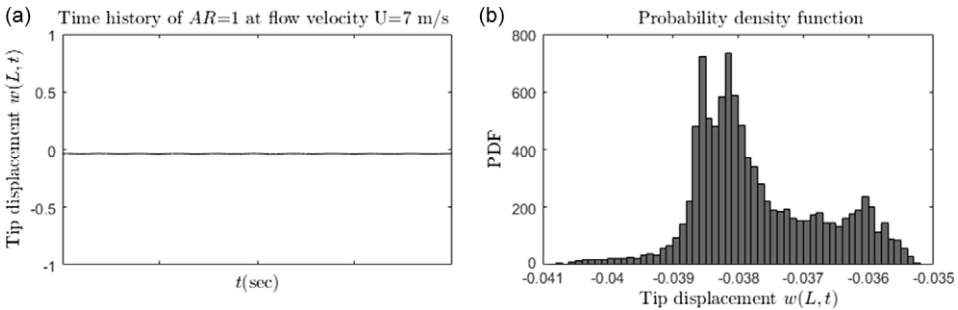 (a) Time history of AR=1 at flow velocity U=7 m/s
1
0.5
0
-0.5
-1
Tip displacement w(L, t)
t(sec)
(b) Probability density function
800
600
400
200
0
PDF
-0.041 -0.04 -0.039 -0.038 -0.037 -0.036 -0.035
Tip displacement w(L, t)